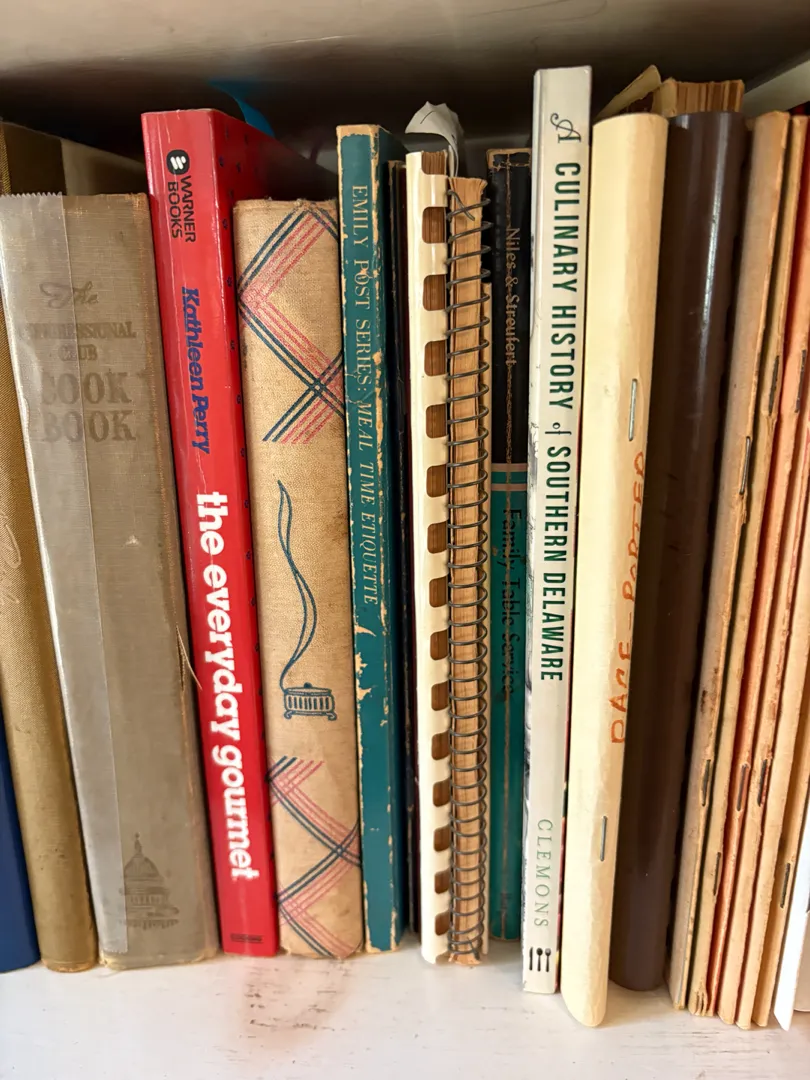 The
CONGRESSIONAL
CLUB
COOK
BOOK
WARNER
BOOKS
Kathleen Perry
the everyday gourmet
EMILY POST SERIES: MEAL TIME ETIQUETTE
Niles & Streufert
Family Table Service
A CULINARY HISTORY of SOUTHERN DELAWARE
CLEMONS